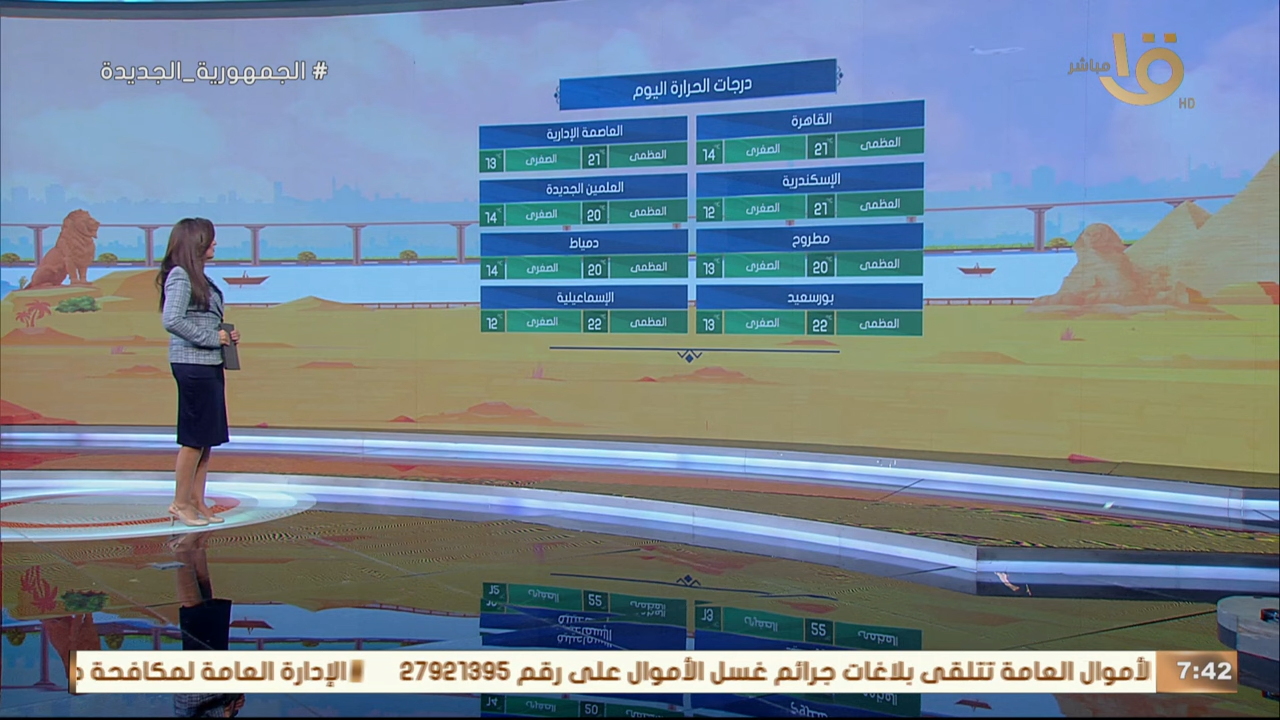 # الجمهورية_الجديدة
مباشر
HD
درجات الحرارة اليوم
القاهرة
العظمى 21° الصغرى 14°
العاصمة الإدارية
العظمى 21° الصغرى 13°
الإسكندرية
العظمى 21° الصغرى 12°
العلمين الجديدة
العظمى 20° الصغرى 14°
مطروح
العظمى 20° الصغرى 13°
دمياط
العظمى 20° الصغرى 14°
بورسعيد
العظمى 22° الصغرى 13°
الإسماعيلية
العظمى 22° الصغرى 12°
7:42
لأموال العامة تتلقى بلاغات جرائم غسل الأموال على رقم 27921395 الإدارة العامة لمكافحة